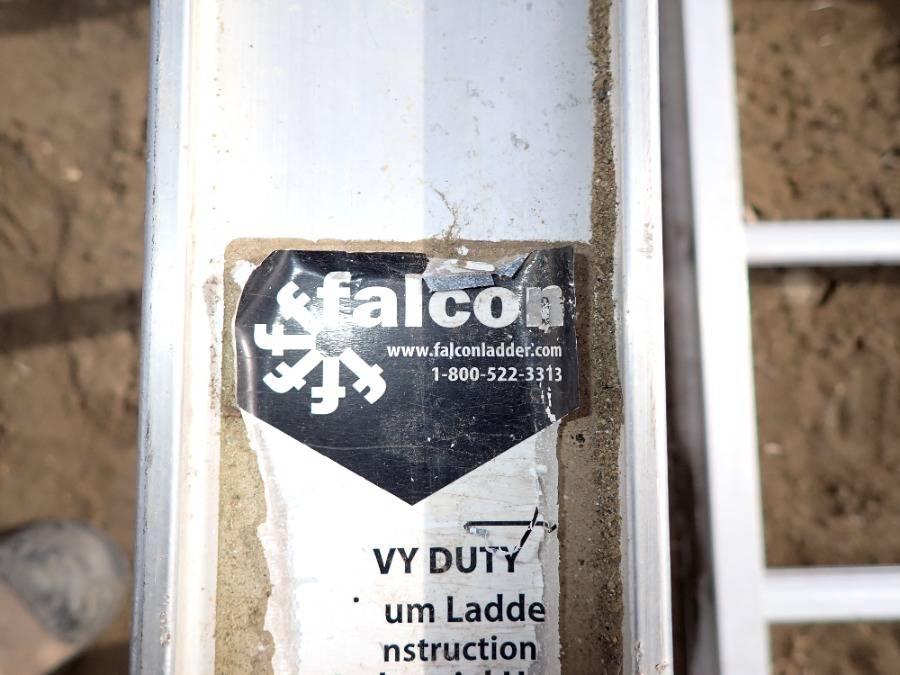 falcon
www.falconladder.com
1-800-522-3313
VY DUTY
um Ladde
nstruction